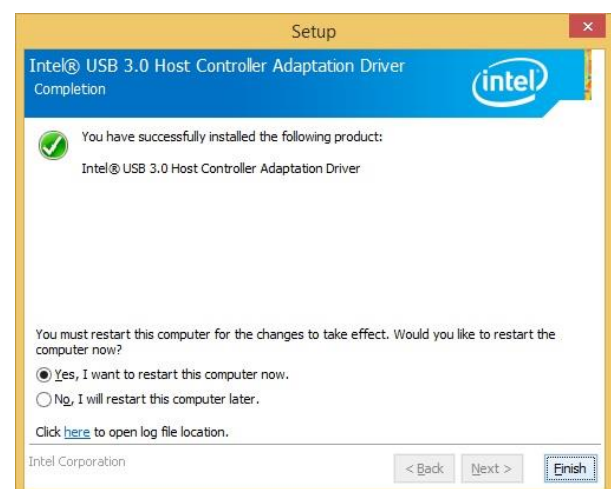 Setup
Intel® USB 3.0 Host Controller Adaptation Driver
Completion
intel
You have successfully installed the following product:
Intel® USB 3.0 Host Controller Adaptation Driver
You must restart this computer for the changes to take effect. Would you like to restart the
computer now?
Yes, I want to restart this computer now.
No, I will restart this computer later.
Click here to open log file location.
Intel Corporation
< Back Next > Finish